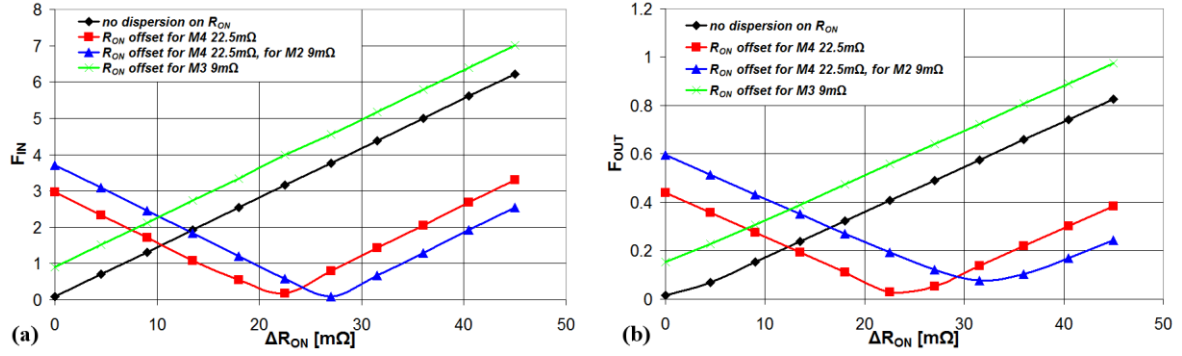 no dispersion on RON
RON offset for M4 22.5mΩ
RON offset for M4 22.5mΩ, for M2 9mΩ
RON offset for M3 9mΩ
8
7
6
5
4
3
2
1
0
FIN
0 10 20 30 40 50
ΔRON [mΩ]
(a)
no dispersion on RON
RON offset for M4 22.5mΩ
RON offset for M4 22.5mΩ, for M2 9mΩ
RON offset for M3 9mΩ
1.2
1
0.8
0.6
0.4
0.2
0
FOUT
0 10 20 30 40 50
ΔRON [mΩ]
(b)